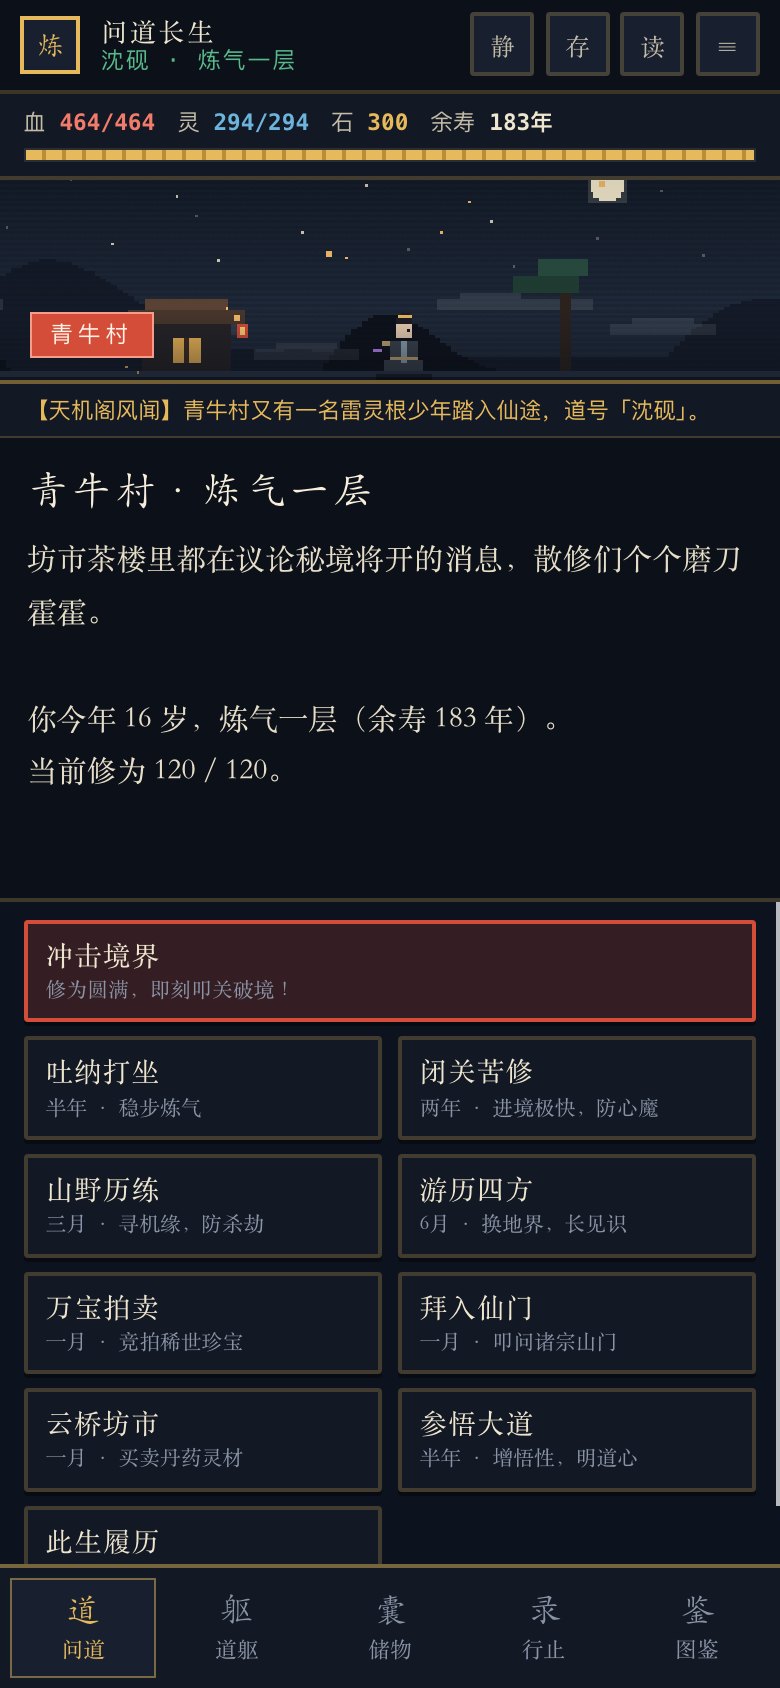 炼
问道长生
沈砚 · 炼气一层
静 存 读 ≡
血 464/464 灵 294/294 石 300 余寿 183年
青牛村
【天机阁风闻】青牛村又有一名雷灵根少年踏入仙途，道号「沈砚」。
青牛村 · 炼气一层
坊市茶楼里都在议论秘境将开的消息，散修们个个磨刀
霍霍。
你今年 16 岁，炼气一层（余寿 183 年）。
当前修为 120 / 120。
冲击境界
修为圆满，即刻叩关破境！
吐纳打坐
半年 · 稳步炼气
闭关苦修
两年 · 进境极快，防心魔
山野历练
三月 · 寻机缘，防杀劫
游历四方
6月 · 换地界，长见识
万宝拍卖
一月 · 竞拍稀世珍宝
拜入仙门
一月 · 叩问诸宗山门
云桥坊市
一月 · 买卖丹药灵材
参悟大道
半年 · 增悟性，明道心
此生履历
道 躯 囊 录 鉴
问道 道躯 储物 行止 图鉴